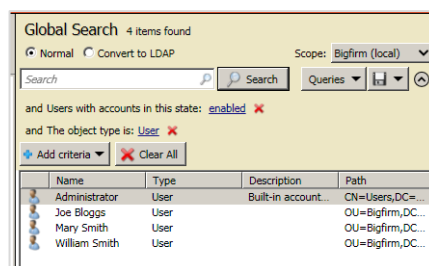 Global Search 4 items found
Normal Convert to LDAP Scope: Bigfirm (local)
Search Search Queries
and Users with accounts in this state: enabled
and The object type is: User
Add criteria Clear All
Name Type Description Path
Administrator User Built-in account... CN=Users,DC=...
Joe Bloggs User OU=Bigfirm,DC...
Mary Smith User OU=Bigfirm,DC...
William Smith User OU=Bigfirm,DC...